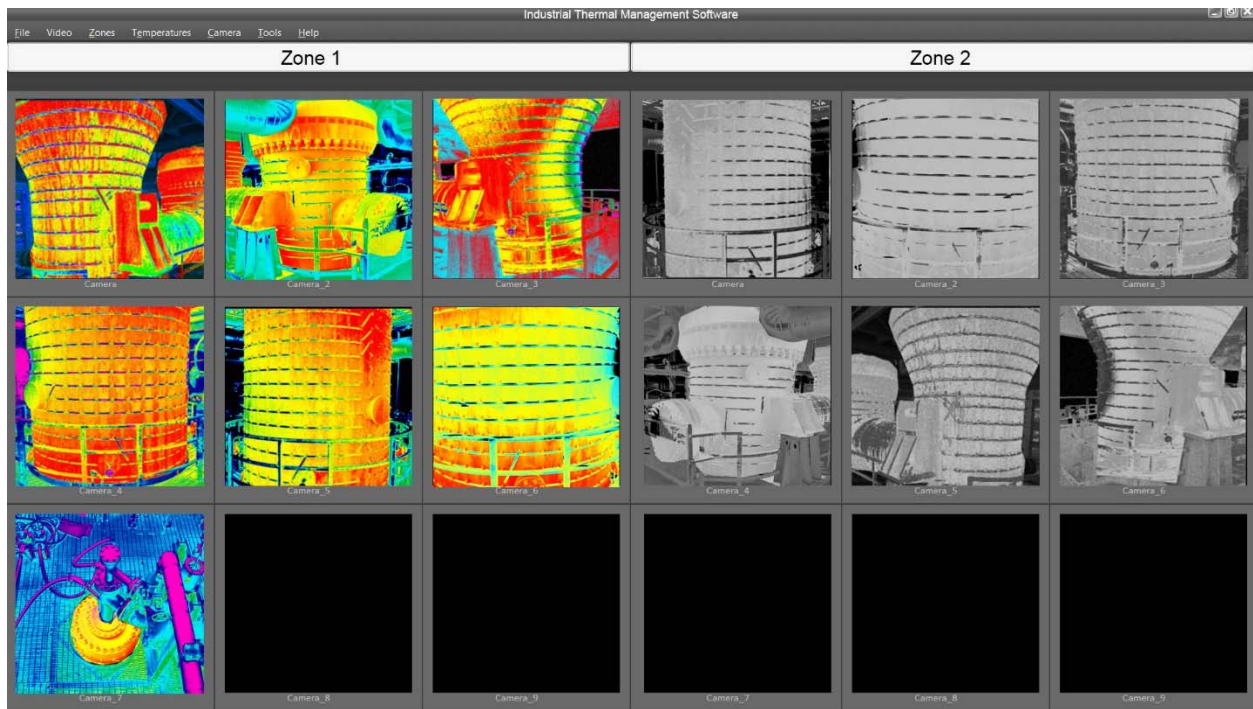 Industrial Thermal Management Software
File Video Zones Temperatures Camera Tools Help
Zone 1 Zone 2
Camera Camera_2 Camera_3 Camera Camera_2 Camera_3
Camera_4 Camera_5 Camera_6 Camera_4 Camera_5 Camera_6
Camera_7 Camera_8 Camera_9 Camera_7 Camera_8 Camera_9